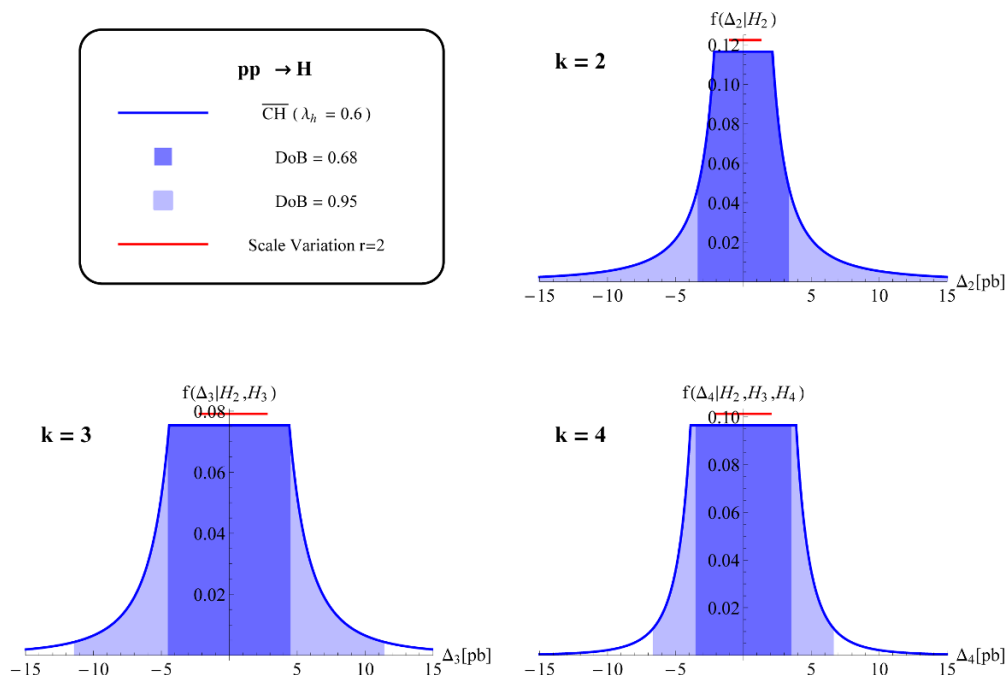 pp → H
C̅H̅ ( λₕ = 0.6 )
DoB = 0.68
DoB = 0.95
Scale Variation r=2
f(Δ₂|H₂)
k = 2
0.12
0.10
0.08
0.06
0.04
0.02
−15 −10 −5 5 10 15 Δ₂[pb]
f(Δ₃|H₂,H₃)
k = 3
0.08
0.06
0.04
0.02
−15 −10 −5 5 10 15 Δ₃[pb]
f(Δ₄|H₂,H₃,H₄)
k = 4
0.10
0.08
0.06
0.04
0.02
−15 −10 −5 5 10 15 Δ₄[pb]